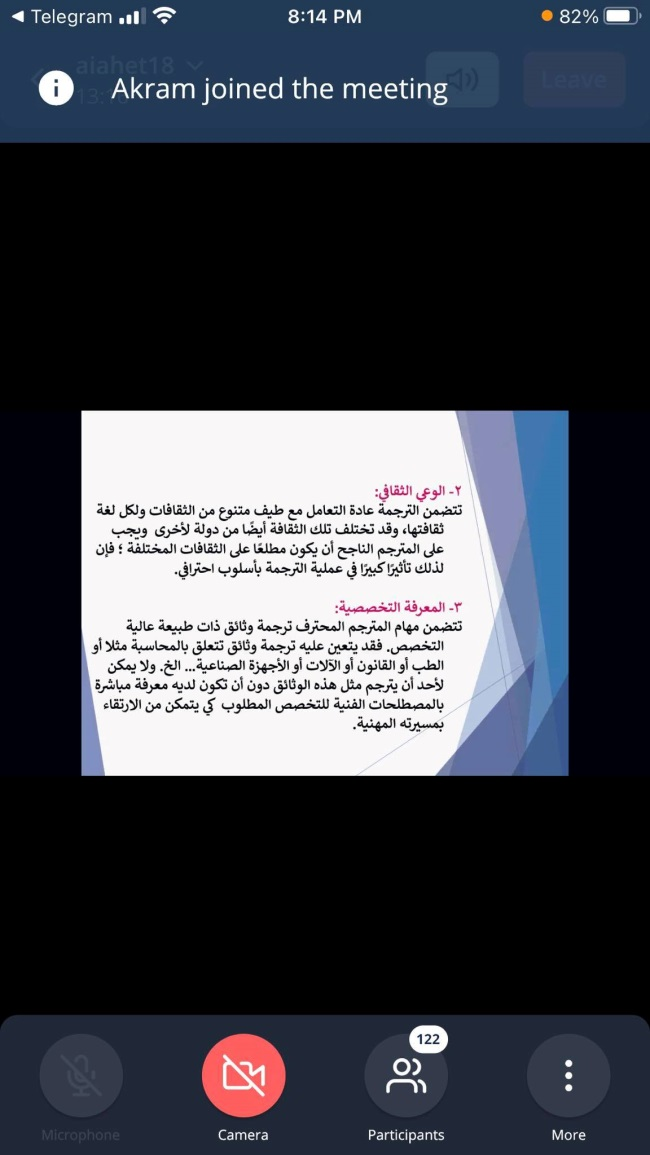 Telegram
8:14 PM
82%
aiahet18
Akram joined the meeting
Leave
٢- الوعي الثقافي:
تتضمن الترجمة عادة التعامل مع طيف متنوع من الثقافات ولكل لغة
ثقافتها، وقد تختلف تلك الثقافة أيضًا من دولة لأخرى ويجب
على المترجم الناجح أن يكون مطلعًا على الثقافات المختلفة ؛ فإن
لذلك تأثيرًا كبيرًا في عملية الترجمة بأسلوب احترافي.
٣- المعرفة التخصصية:
تتضمن مهام المترجم المحترف ترجمة وثائق ذات طبيعة عالية
التخصص. فقد يتعين عليه ترجمة وثائق تتعلق بالمحاسبة مثلا أو
الطب أو القانون أو الآلات أو الأجهزة الصناعية... الخ. ولا يمكن
لأحد أن يترجم مثل هذه الوثائق دون أن تكون لديه معرفة مباشرة
بالمصطلحات الفنية للتخصص المطلوب كي يتمكن من الارتقاء
بمسيرته المهنية.
122
Microphone
Camera
Participants
More